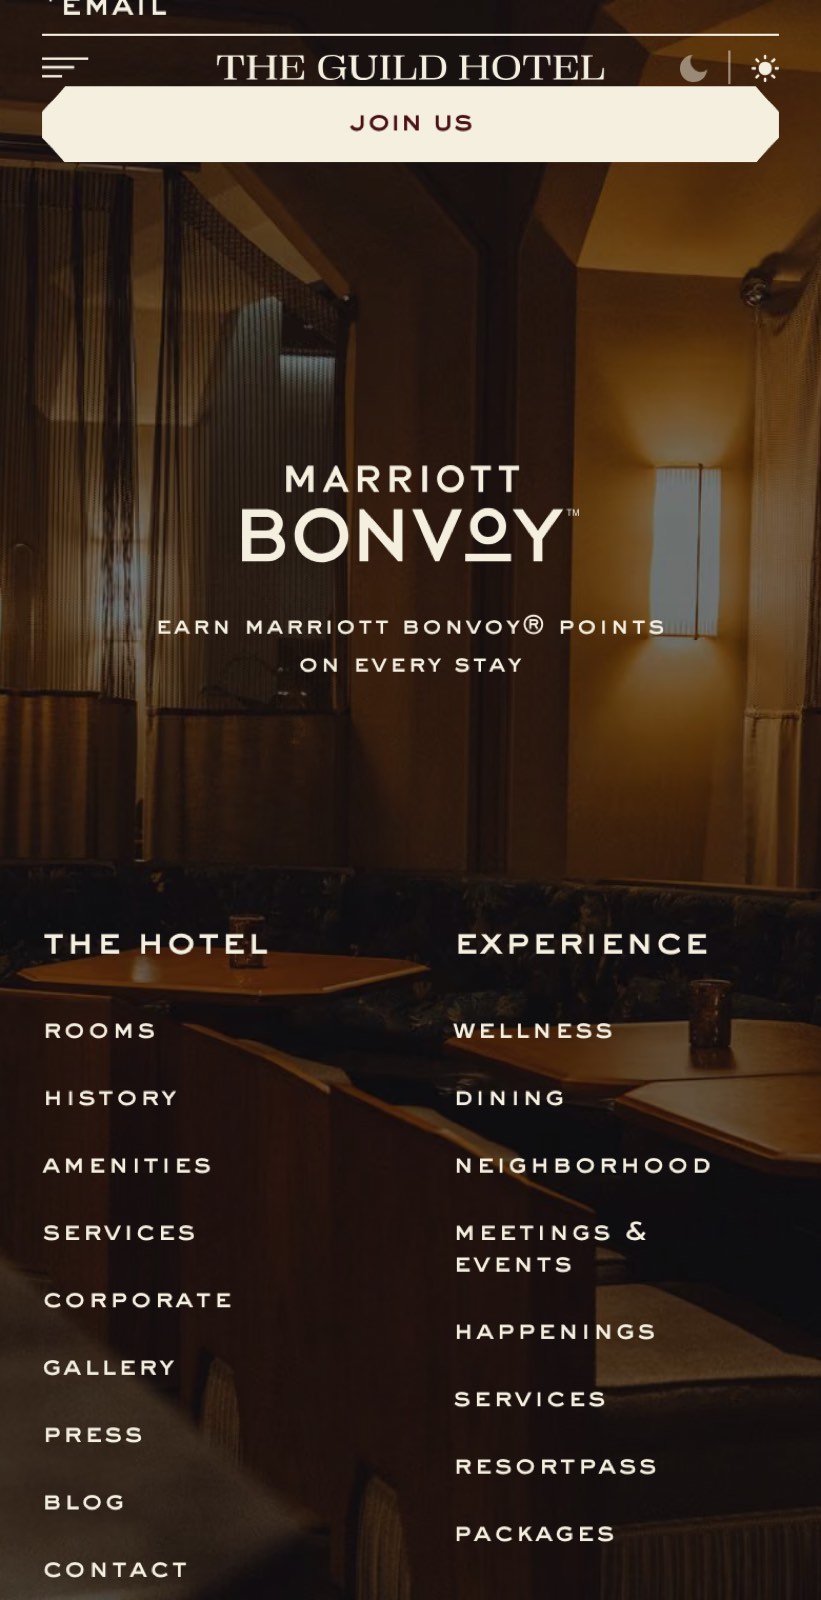 *EMAIL
THE GUILD HOTEL
JOIN US
MARRIOTT
BONVOY™
EARN MARRIOTT BONVOY® POINTS
ON EVERY STAY
THE HOTEL
ROOMS
HISTORY
AMENITIES
SERVICES
CORPORATE
GALLERY
PRESS
BLOG
CONTACT
EXPERIENCE
WELLNESS
DINING
NEIGHBORHOOD
MEETINGS &
EVENTS
HAPPENINGS
SERVICES
RESORTPASS
PACKAGES